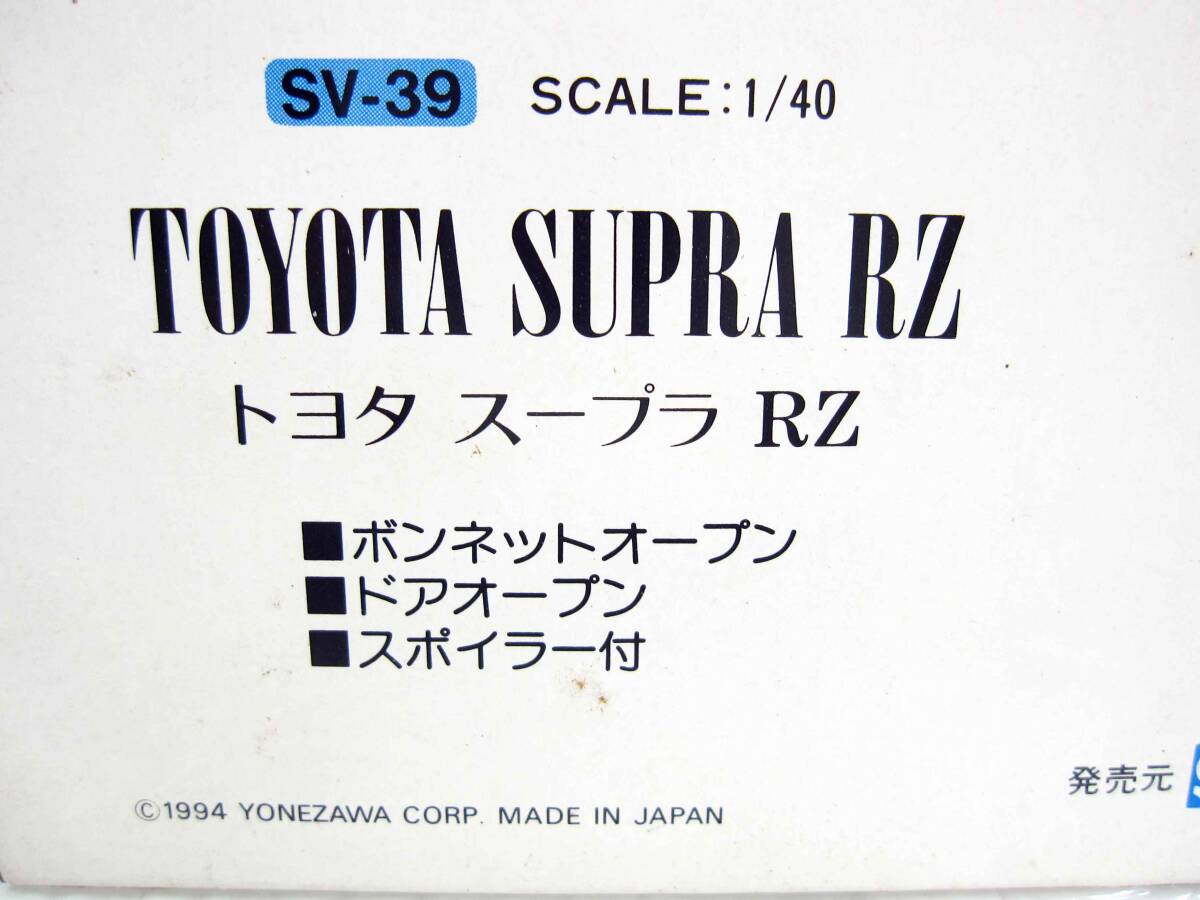 SV-39 SCALE:1/40
TOYOTA SUPRA RZ
トヨタ スープラ RZ
■ボンネットオープン
■ドアオープン
■スポイラー付
発売元
©1994 YONEZAWA CORP. MADE IN JAPAN